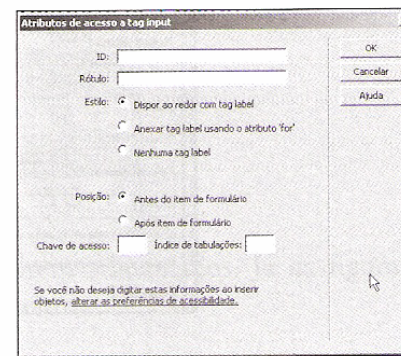 Atributos de acesso a tag input
ID:
Rótulo:
Estilo: Dispor ao redor com tag label
Anexar tag label usando o atributo 'for'
Nenhuma tag label
Posição: Antes do item de formulário
Após item de formulário
Chave de acesso: Índice de tabulações:
Se você não deseja digitar estas informações ao inserir
objetos, alterar as preferências de acessibilidade.
OK
Cancelar
Ajuda